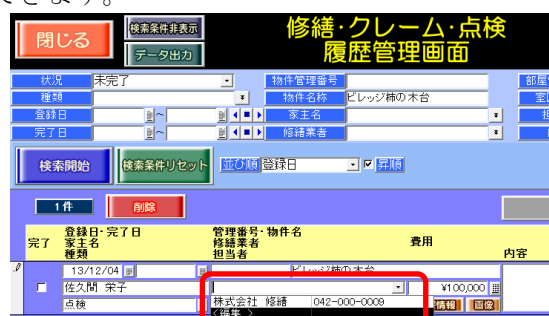 できます。
閉じる
検索条件非表示
データ出力
修繕・クレーム・点検
履歴管理画面
状況 未完了 物件管理番号
種類 物件名称 ビレッジ柿の木台
登録日 ～ 家主名
完了日 ～ 修繕業者
検索開始 検索条件リセット 並び順 登録日 昇順
1件 削除
完了
登録日・完了日
家主名
種類
管理番号・物件名
修繕業者
担当者
費用
内容
13/12/04 ビレッジ柿の木台
佐久間 栄子 ¥100,000
点検 株式会社 修繕 042-000-0009 情報 画像
<編集 >